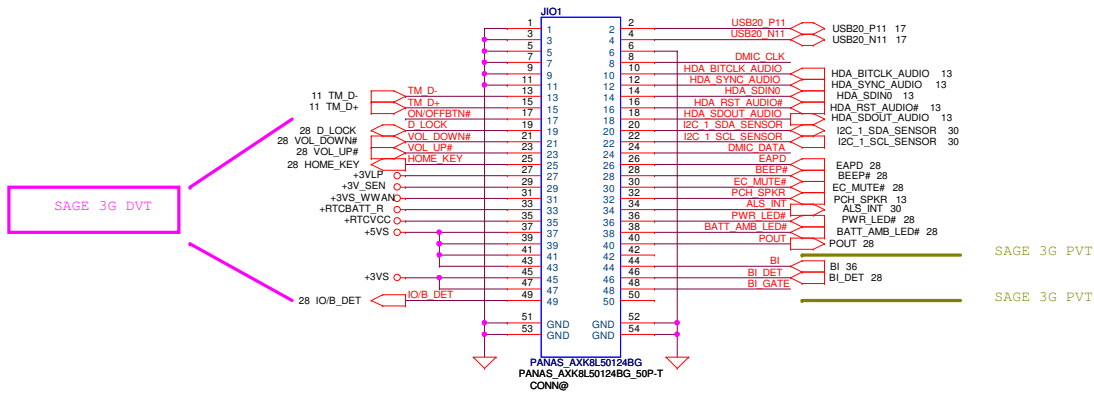 JIO1
1 1 2 2 USB20_P11 USB20_P11 17
3 3 4 4 USB20_N11 USB20_N11 17
5 5 6 6
7 7 8 8 DMIC_CLK
9 9 10 10 HDA_BITCLK_AUDIO HDA_BITCLK_AUDIO 13
11 11 12 12 HDA_SYNC_AUDIO HDA_SYNC_AUDIO 13
11 TM_D- TM_D- 13 13 14 14 HDA_SDIN0 HDA_SDIN0 13
11 TM_D+ TM_D+ 15 15 16 16 HDA_RST_AUDIO# HDA_RST_AUDIO# 13
ON/OFFBTN# 17 17 18 18 HDA_SDOUT_AUDIO HDA_SDOUT_AUDIO 13
28 D_LOCK D_LOCK 19 19 20 20 I2C_1_SDA_SENSOR I2C_1_SDA_SENSOR 30
28 VOL_DOWN# VOL_DOWN# 21 21 22 22 I2C_1_SCL_SENSOR I2C_1_SCL_SENSOR 30
28 VOL_UP# VOL_UP# 23 23 24 24 DMIC_DATA
28 HOME_KEY HOME_KEY 25 25 26 26 EAPD EAPD 28
+3VLP 27 27 28 28 BEEP# BEEP# 28
+3V_SEN 29 29 30 30 EC_MUTE# EC_MUTE# 28
+3VS_WWAN 31 31 32 32 PCH_SPKR PCH_SPKR 13
+RTCBATT_R 33 33 34 34 ALS_INT ALS_INT 30
SAGE 3G DVT
+RTCVCC 35 35 36 36 PWR_LED# PWR_LED# 28
+5VS 37 37 38 38 BATT_AMB_LED# BATT_AMB_LED# 28
39 39 40 40 POUT POUT 28
41 41 42 42
SAGE 3G PVT
43 43 44 44 BI BI 36
+3VS 45 45 46 46 BI_DET BI_DET 28
47 47 48 48 BI_GATE
28 IO/B_DET IO/B_DET 49 49 50 50
SAGE 3G PVT
51 GND GND 52
53 GND GND 54
PANAS_AXK8L50124BG
PANAS_AXK8L50124BG_50P-T
CONN@